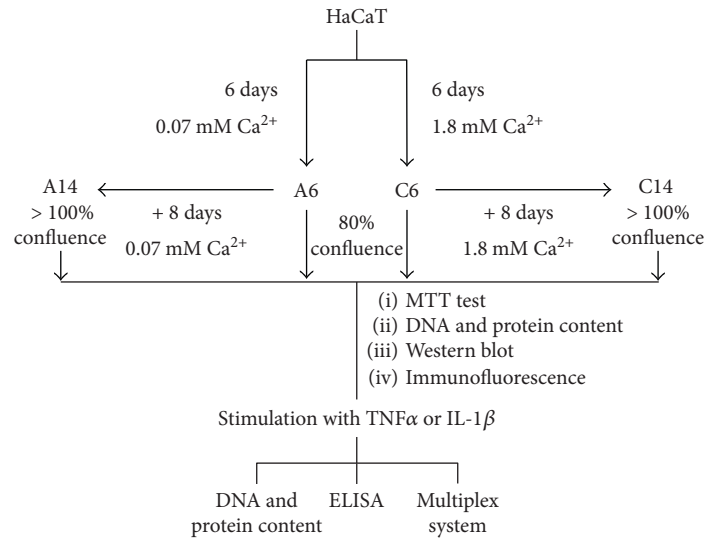 HaCaT
6 days
0.07 mM Ca²⁺
6 days
1.8 mM Ca²⁺
A14
> 100%
confluence
+ 8 days
0.07 mM Ca²⁺
A6
80%
confluence
C6
+ 8 days
1.8 mM Ca²⁺
C14
> 100%
confluence
(i) MTT test
(ii) DNA and protein content
(iii) Western blot
(iv) Immunofluorescence
Stimulation with TNFα or IL-1β
DNA and
protein content
ELISA
Multiplex
system